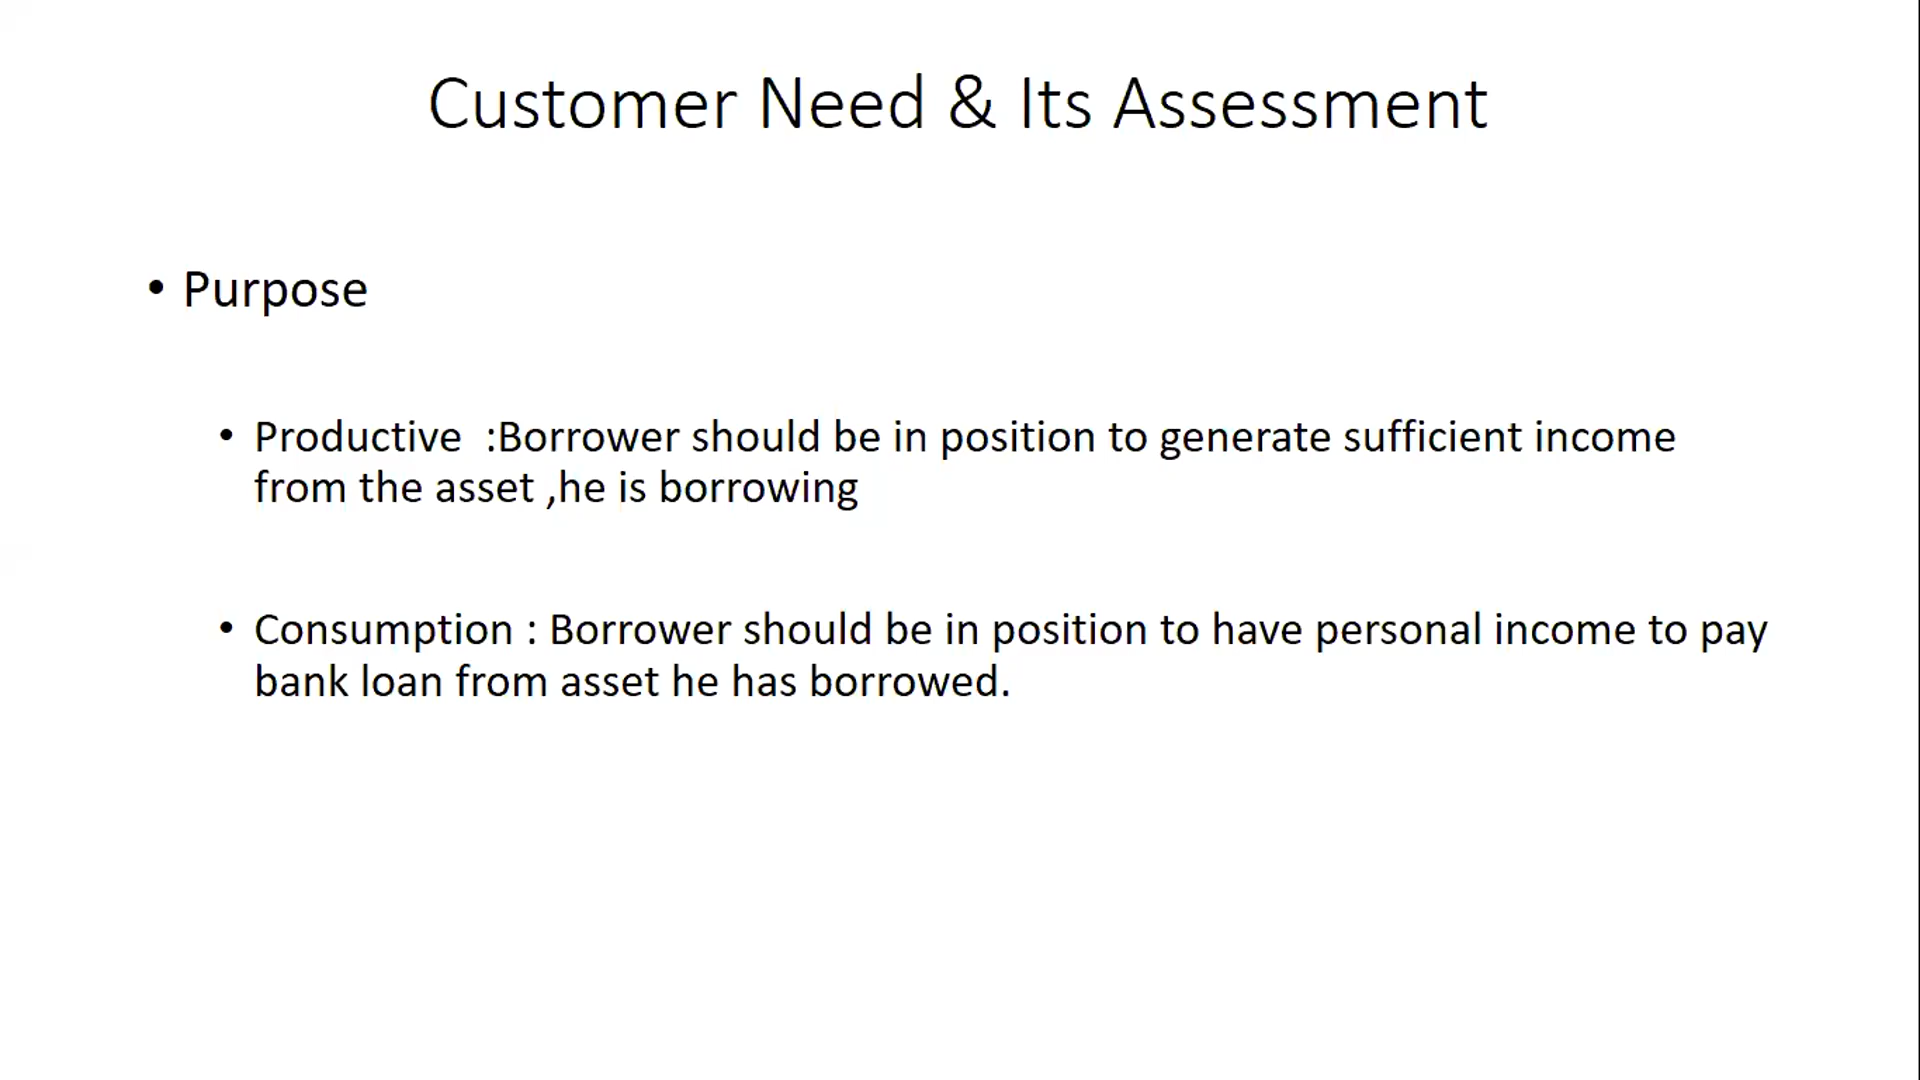 Customer Need & Its Assessment
• Purpose
• Productive  :Borrower should be in position to generate sufficient income
from the asset ,he is borrowing
• Consumption : Borrower should be in position to have personal income to pay
bank loan from asset he has borrowed.